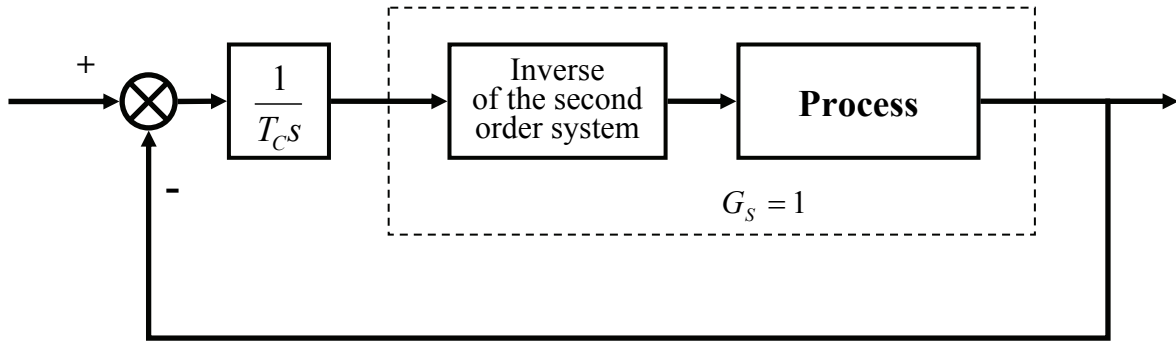 +
1
T_C s
Inverse
of the second
order system
Process
-
G_S = 1